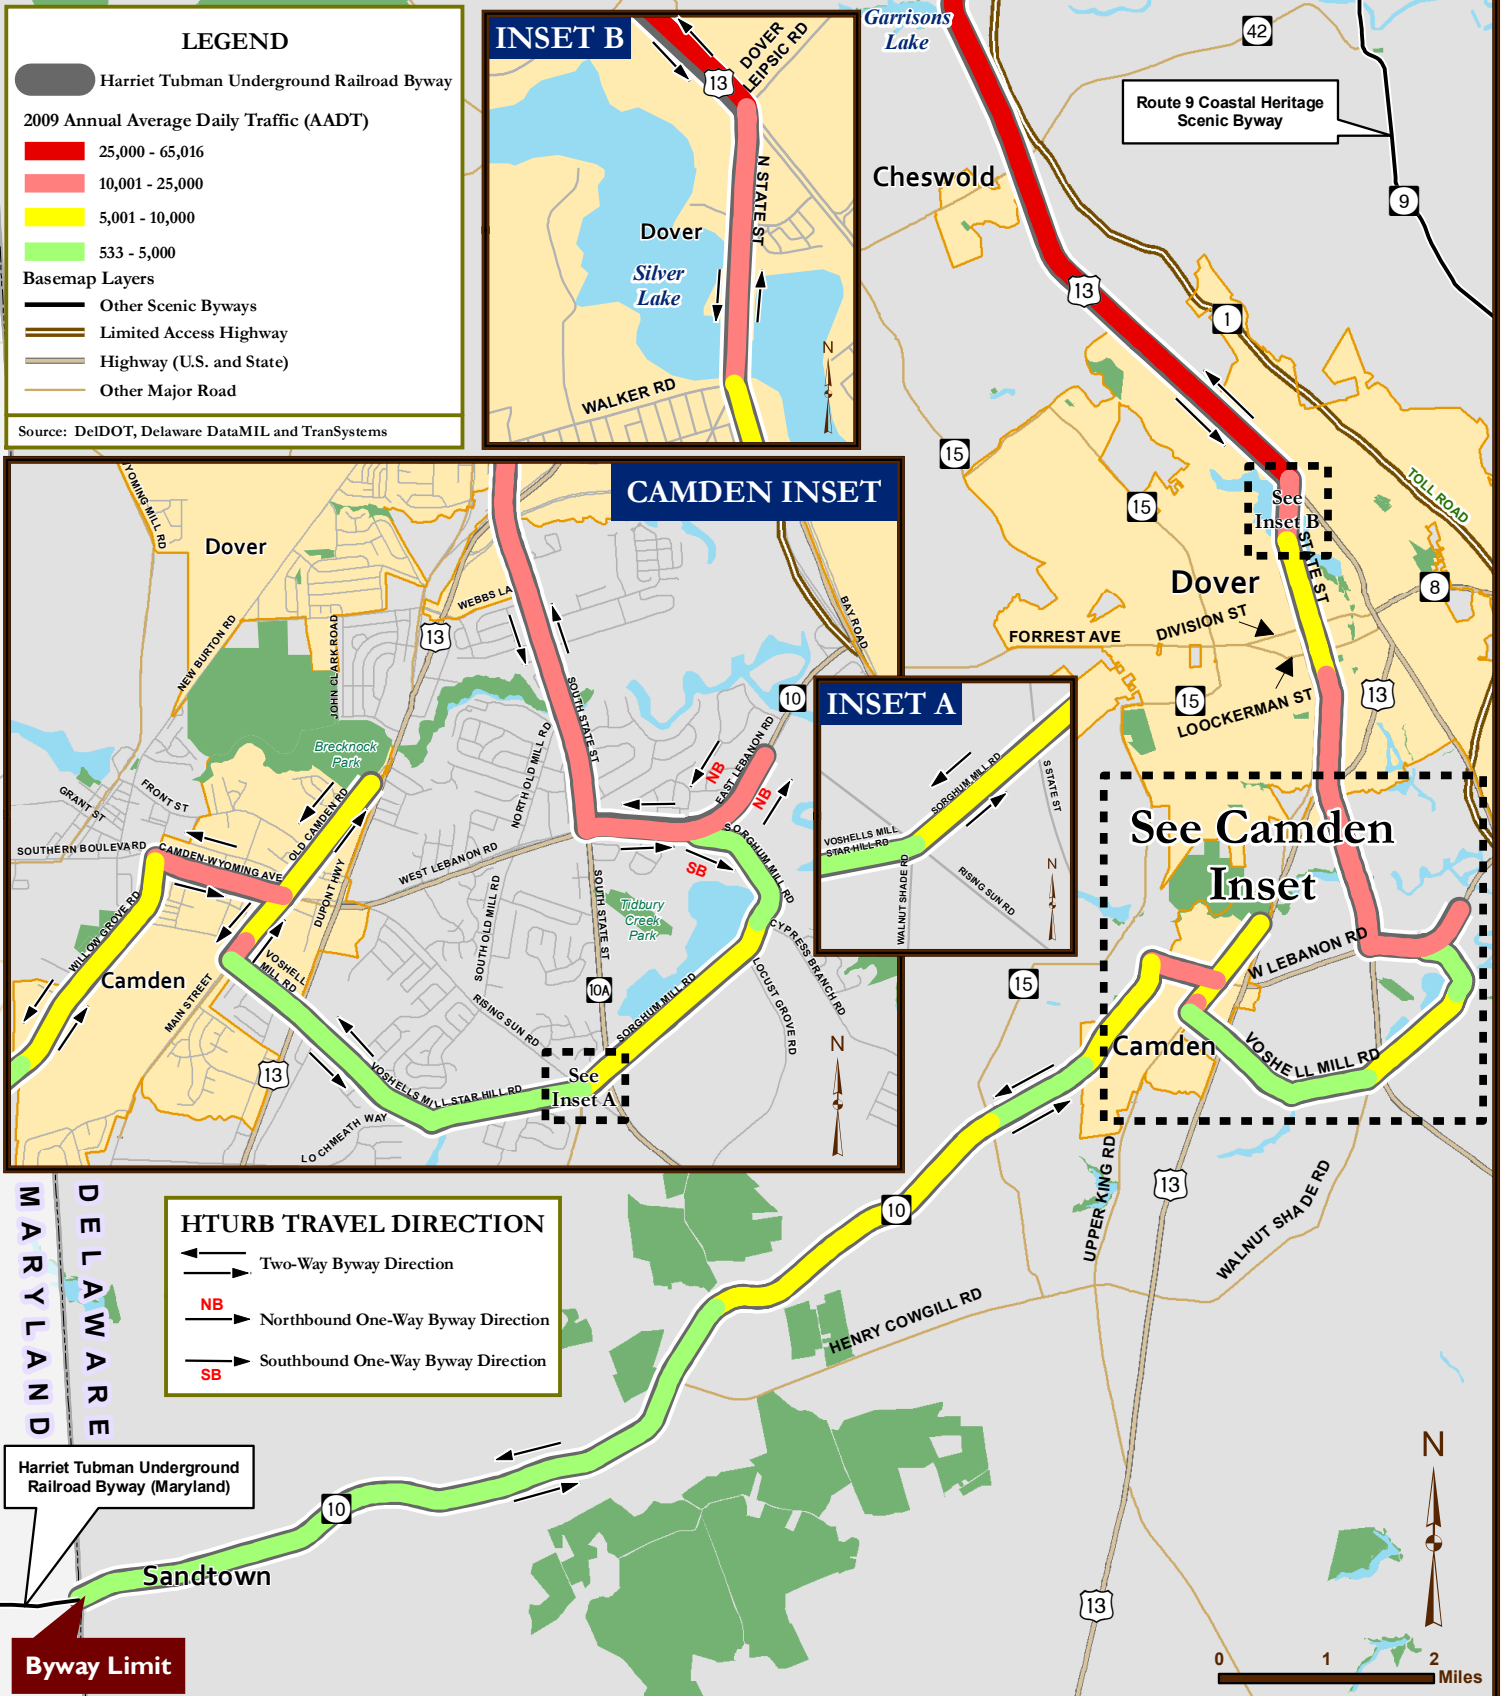 LEGEND
Harriet Tubman Underground Railroad Byway
2009 Annual Average Daily Traffic (AADT)
25,000 - 65,016
10,001 - 25,000
5,001 - 10,000
533 - 5,000
Basemap Layers
Other Scenic Byways
Limited Access Highway
Highway (U.S. and State)
Other Major Road
Source: DelDOT, Delaware DataMIL and TranSystems
INSET B
DOVER
LEIPSIC RD
13
N STATE ST
Dover
Silver
Lake
WALKER RD
N
Garrisons
Lake
42
Route 9 Coastal Heritage
Scenic Byway
9
Cheswold
13
1
15
15
TOLL ROAD
See
Inset B
STATE ST
Dover
8
DIVISION ST
FORREST AVE
15
LOOCKERMAN ST
13
CAMDEN INSET
WYOMING MILL RD
Dover
WEBBS LA
13
BAY ROAD
NEW BURTON RD
JOHN CLARK ROAD
SOUTH STATE ST
10
Brecknock
Park
NORTH OLD MILL RD
NB
EAST LEBANON RD
NB
FRONT ST
GRANT ST
OLD CAMDEN RD
SOUTHERN BOULEVARD
CAMDEN-WYOMING AVE
WEST LEBANON RD
SORGHUM MILL RD
SB
DUPONT HWY
SOUTH OLD MILL RD
SOUTH STATE ST
Tidbury
Creek
Park
WILLOW GROVE RD
CYPRESS BRANCH RD
Camden
VOSHELL
MILL RD
LOCUST GROVE RD
MAIN STREET
10A
RISING SUN RD
SORGHUM MILL RD
13
VOSHELLS MILL STAR HILL RD
See
Inset A
LOCHMEATH WAY
N
INSET A
SORGHUM MILL RD
S STATE ST
VOSHELLS MILL
STAR HILL RD
WALNUT SHADE RD
RISING SUN RD
N
See Camden
Inset
W LEBANON RD
15
Camden
VOSHELL MILL RD
13
UPPER KING RD
WALNUT SHADE RD
10
HENRY COWGILL RD
MARYLAND
DELAWARE
HTURB TRAVEL DIRECTION
Two-Way Byway Direction
NB
Northbound One-Way Byway Direction
Southbound One-Way Byway Direction
SB
Harriet Tubman Underground
Railroad Byway (Maryland)
10
Sandtown
Byway Limit
13
N
0 1 2
Miles